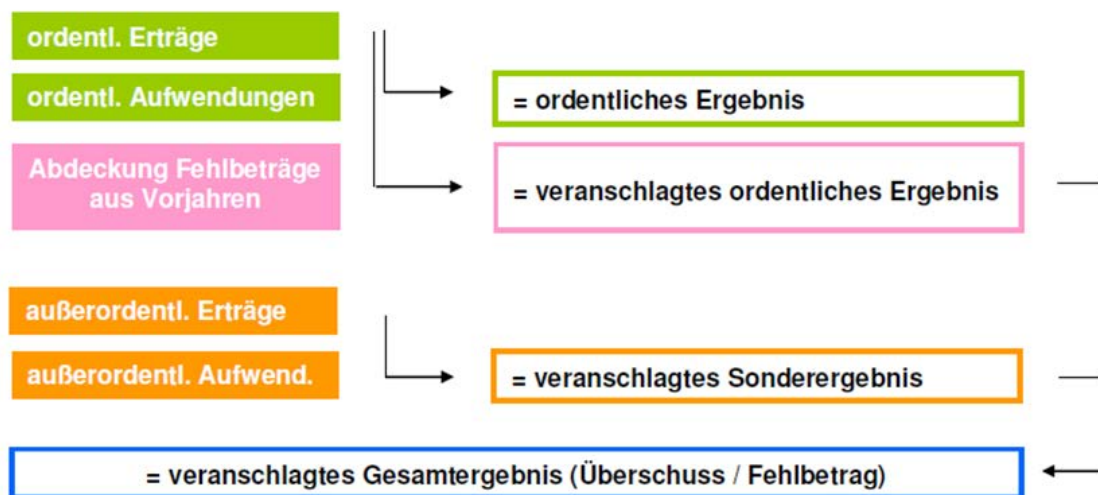 ordentl. Erträge
ordentl. Aufwendungen
= ordentliches Ergebnis
Abdeckung Fehlbeträge
aus Vorjahren
= veranschlagtes ordentliches Ergebnis
außerordentl. Erträge
außerordentl. Aufwend.
= veranschlagtes Sonderergebnis
= veranschlagtes Gesamtergebnis (Überschuss / Fehlbetrag)